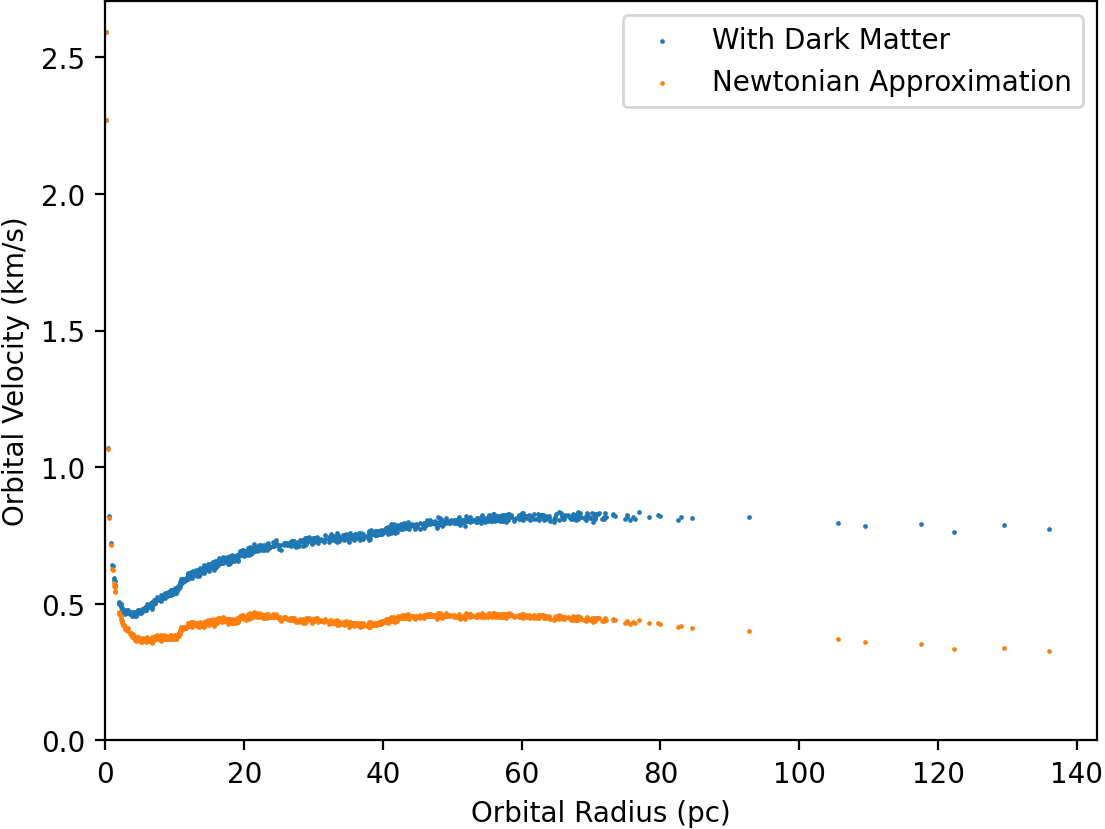 With Dark Matter
Newtonian Approximation
Orbital Velocity (km/s)
2.5
2.0
1.5
1.0
0.5
0.0
0 20 40 60 80 100 120 140
Orbital Radius (pc)